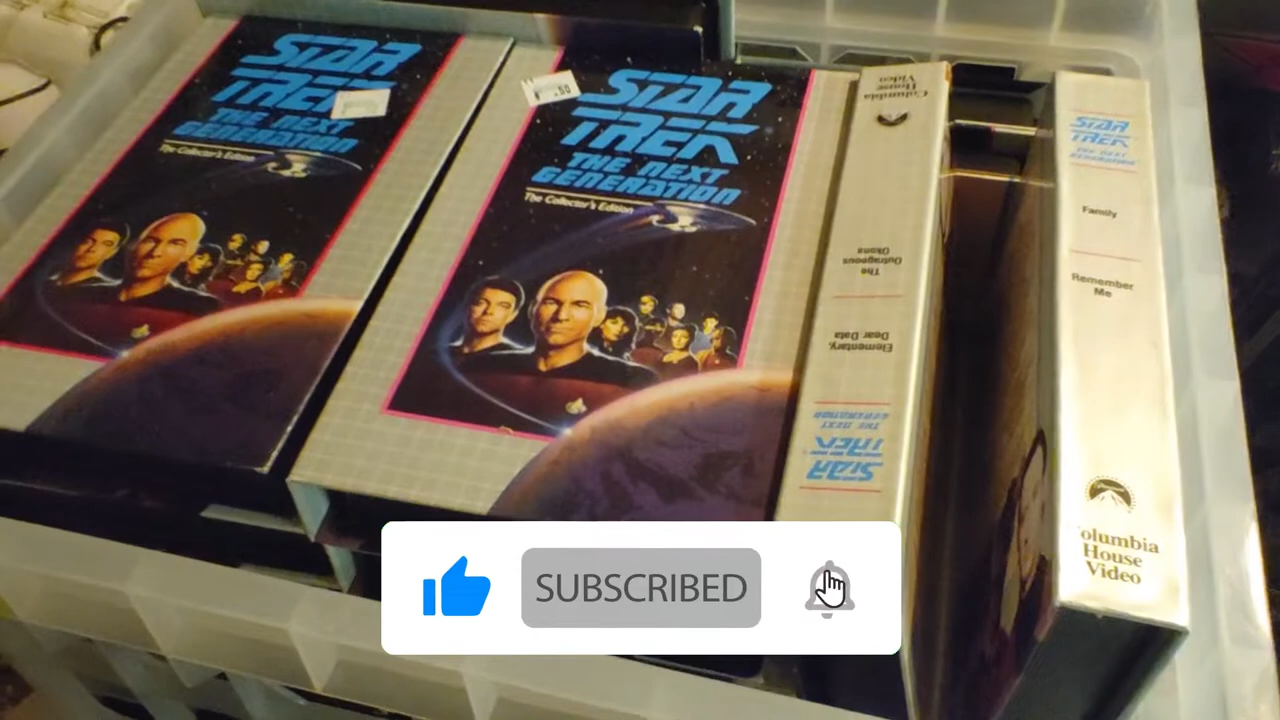 STAR
TREK
THE NEXT
GENERATION
The Collector's Edition
.50
STAR
TREK
THE NEXT
GENERATION
The Collector's Edition
Columbia
House
Video
The
Outrageous
Okona
Elementary,
Dear Data
STAR
TREK
THE NEXT
GENERATION
STAR
TREK
THE NEXT
GENERATION
Family
Remember
Me
olumbia
House
Video
SUBSCRIBED